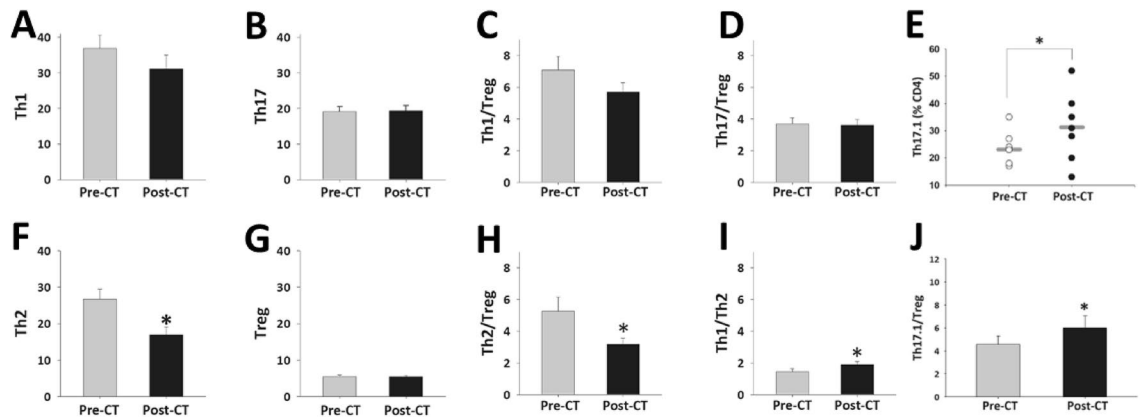 A
40
30
20
10
0
Th1
Pre-CT Post-CT
B
40
30
20
10
0
Th17
Pre-CT Post-CT
C
8
6
4
2
0
Th1/Treg
Pre-CT Post-CT
D
8
6
4
2
0
Th17/Treg
Pre-CT Post-CT
E
*
60
50
40
30
20
10
Th17.1 (% CD4)
Pre-CT Post-CT
F
40
30
20
10
0
Th2
*
Pre-CT Post-CT
G
40
30
20
10
0
Treg
Pre-CT Post-CT
H
8
6
4
2
0
Th2/Treg
*
Pre-CT Post-CT
I
8
6
4
2
0
Th1/Th2
*
Pre-CT Post-CT
J
12
10
8
6
4
2
0
Th17.1/Treg
*
Pre-CT Post-CT